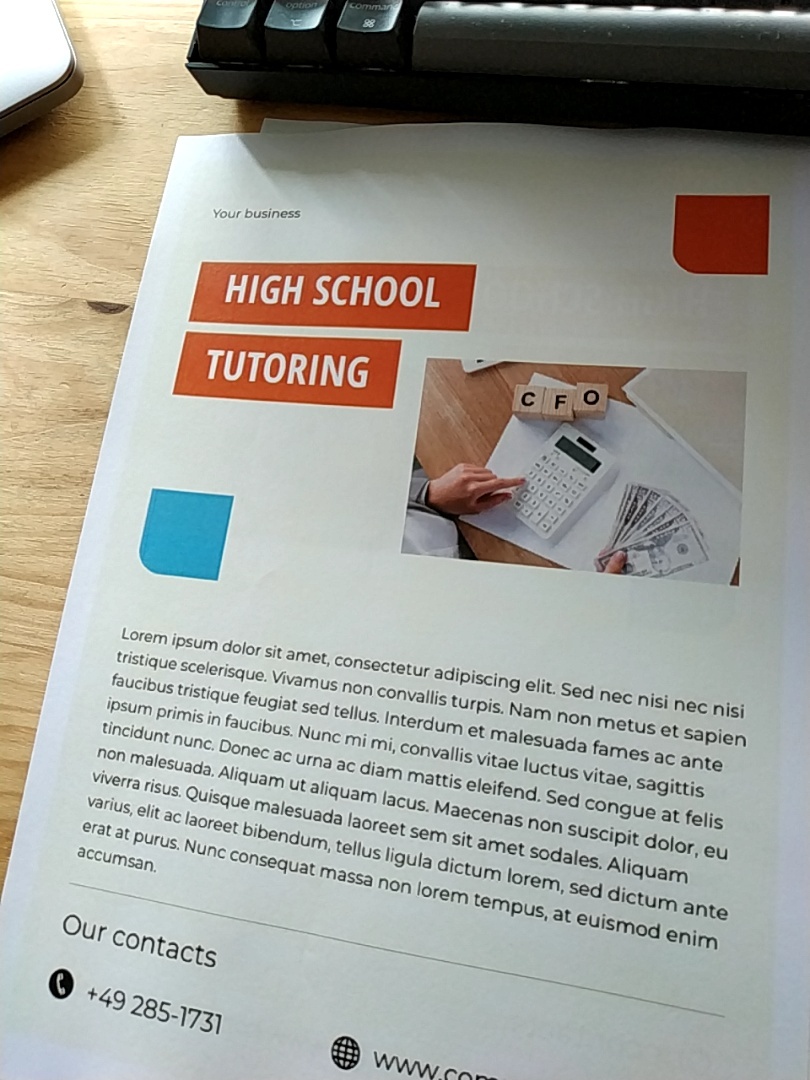 control option command
⌘
Your business
HIGH SCHOOL
TUTORING
C F O
Lorem ipsum dolor sit amet, consectetur adipiscing elit. Sed nec nisi nec nisi
tristique scelerisque. Vivamus non convallis turpis. Nam non metus et sapien
faucibus tristique feugiat sed tellus. Interdum et malesuada fames ac ante
ipsum primis in faucibus. Nunc mi mi, convallis vitae luctus vitae, sagittis
tincidunt nunc. Donec ac urna ac diam mattis eleifend. Sed congue at felis
non malesuada. Aliquam ut aliquam lacus. Maecenas non suscipit dolor, eu
viverra risus. Quisque malesuada laoreet sem sit amet sodales. Aliquam
varius, elit ac laoreet bibendum, tellus ligula dictum lorem, sed dictum ante
erat at purus. Nunc consequat massa non lorem tempus, at euismod enim
accumsan.
Our contacts
+49 285-1731
www.com